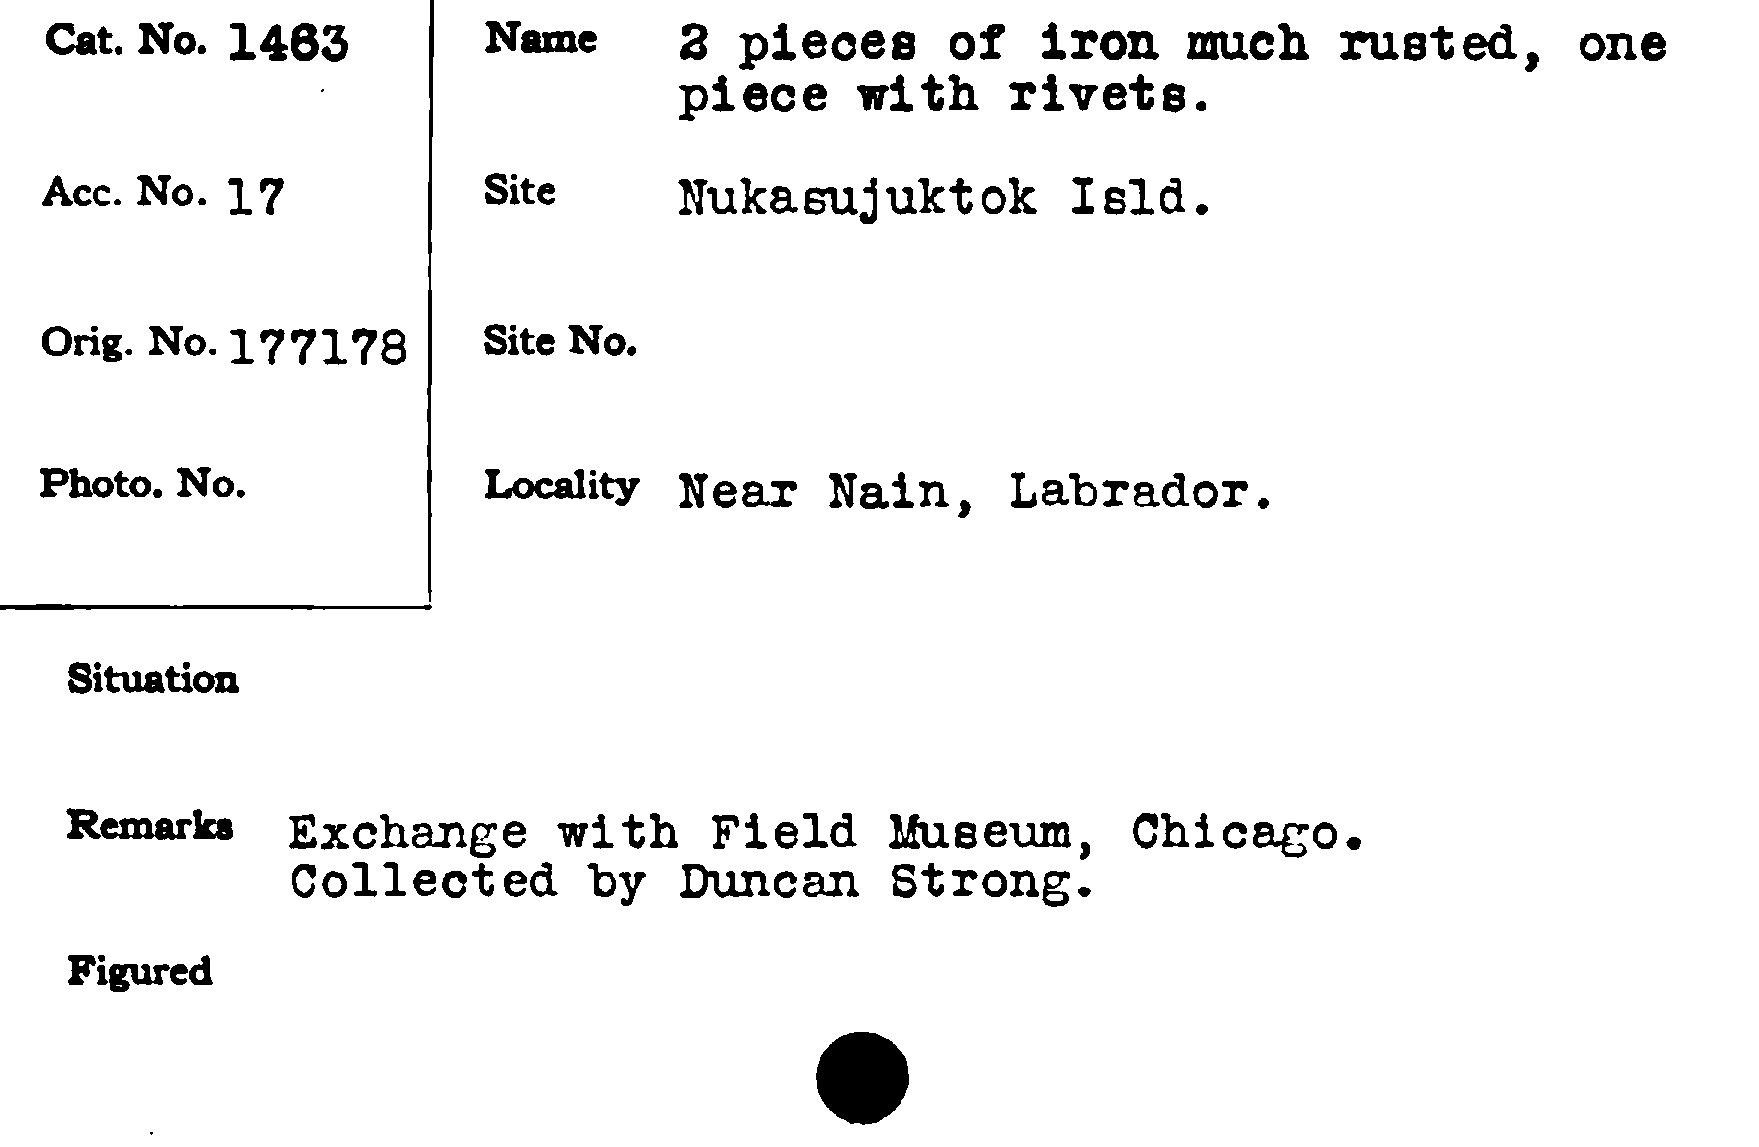 Cat. No. 1463
Name 2 pieces of iron much rusted, one
piece with rivets.
Acc. No. 17
Site Nukasujuktok Isld.
Orig. No. 177178
Site No.
Photo. No.
Locality Near Nain, Labrador.
Situation
Remarks Exchange with Field Museum, Chicago.
Collected by Duncan Strong.
Figured